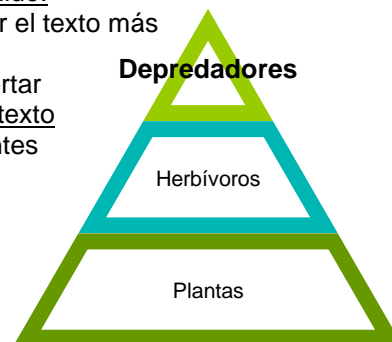 r el texto más
Depredadores
rtar
texto
ntes
Herbívoros
Plantas